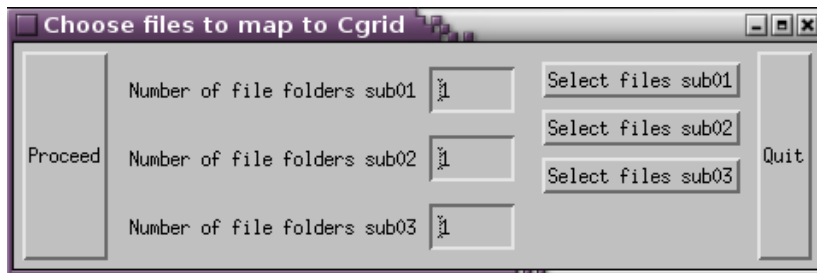 Choose files to map to Cgrid
Proceed
Number of file folders sub01 1
Number of file folders sub02 1
Number of file folders sub03 1
Select files sub01
Select files sub02
Select files sub03
Quit